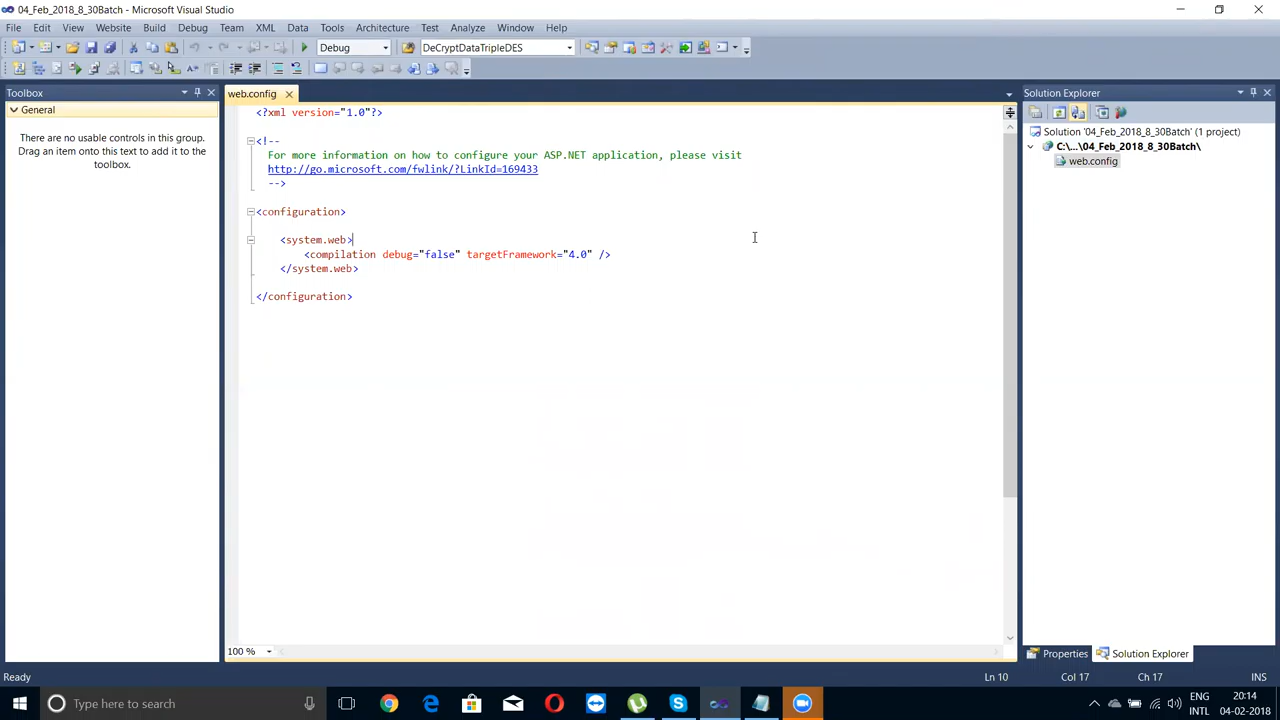 04_Feb_2018_8_30Batch - Microsoft Visual Studio
File Edit View Website Build Debug Team XML Data Tools Architecture Test Analyze Window Help
Debug DeCryptDataTripleDES
Toolbox
General
There are no usable controls in this group.
Drag an item onto this text to add it to the
toolbox.
web.config
<?xml version="1.0"?>
<!--
For more information on how to configure your ASP.NET application, please visit
http://go.microsoft.com/fwlink/?LinkId=169433
-->
<configuration>
<system.web>
<compilation debug="false" targetFramework="4.0" />
</system.web>
</configuration>
100 %
Solution Explorer
Solution '04_Feb_2018_8_30Batch' (1 project)
C:\...\04_Feb_2018_8_30Batch\
web.config
Properties Solution Explorer
Ready Ln 10 Col 17 Ch 17 INS
Type here to search
ENG 20:14
INTL 04-02-2018